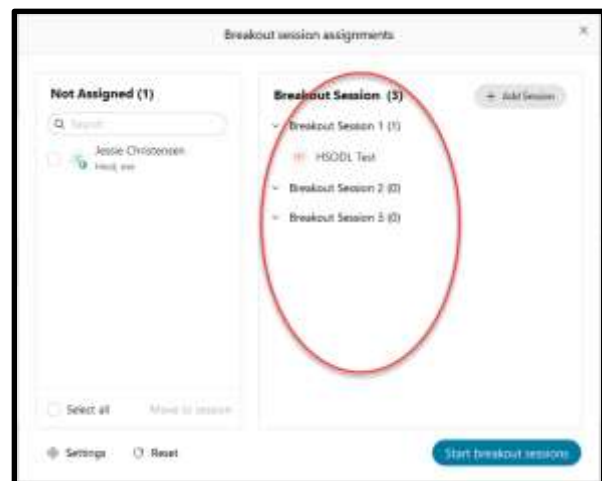 Breakout session assignments
Not Assigned (1)
Search
Jessie Christensen
Host, me
Select all
Move to session
Breakout Session (3)
+ Add Session
Breakout Session 1 (1)
HSODL Test
Breakout Session 2 (0)
Breakout Session 3 (0)
Settings
Reset
Start breakout sessions